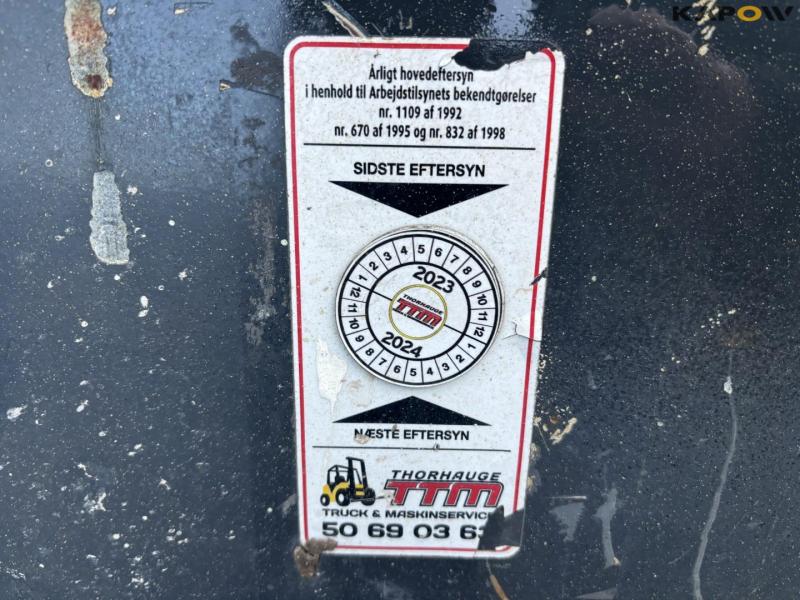 KAPOW
Årligt hovedeftersyn
i henhold til Arbejdstilsynets bekendtgørelser
nr. 1109 af 1992
nr. 670 af 1995 og nr. 832 af 1998
SIDSTE EFTERSYN
1 2 3 4 5 6 7 8 9 10 11 12
2023
THORHAUGE
TTM
2024
1 2 3 4 5 6 7 8 9 10 11 12
NÆSTE EFTERSYN
THORHAUGE
TTM
TRUCK & MASKINSERVICE
50 69 03 63